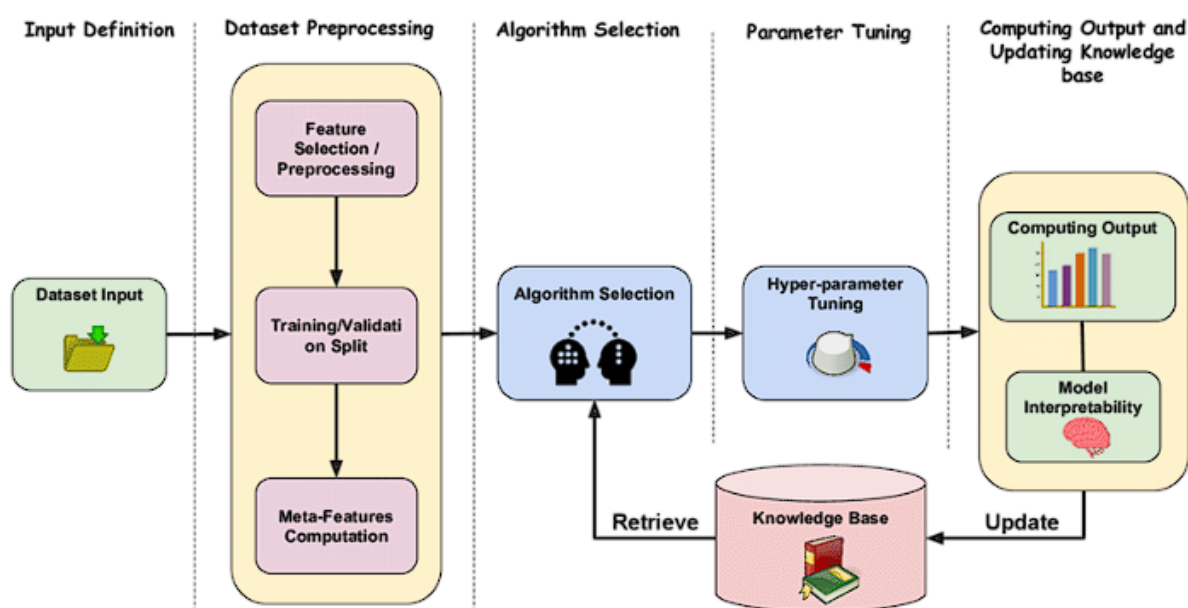 Input Definition
Dataset Preprocessing
Algorithm Selection
Parameter Tuning
Computing Output and
Updating Knowledge
base
Dataset Input
Feature
Selection /
Preprocessing
Training/Validati
on Split
Meta-Features
Computation
Algorithm Selection
Hyper-parameter
Tuning
Computing Output
Model
Interpretability
Retrieve
Knowledge Base
Update